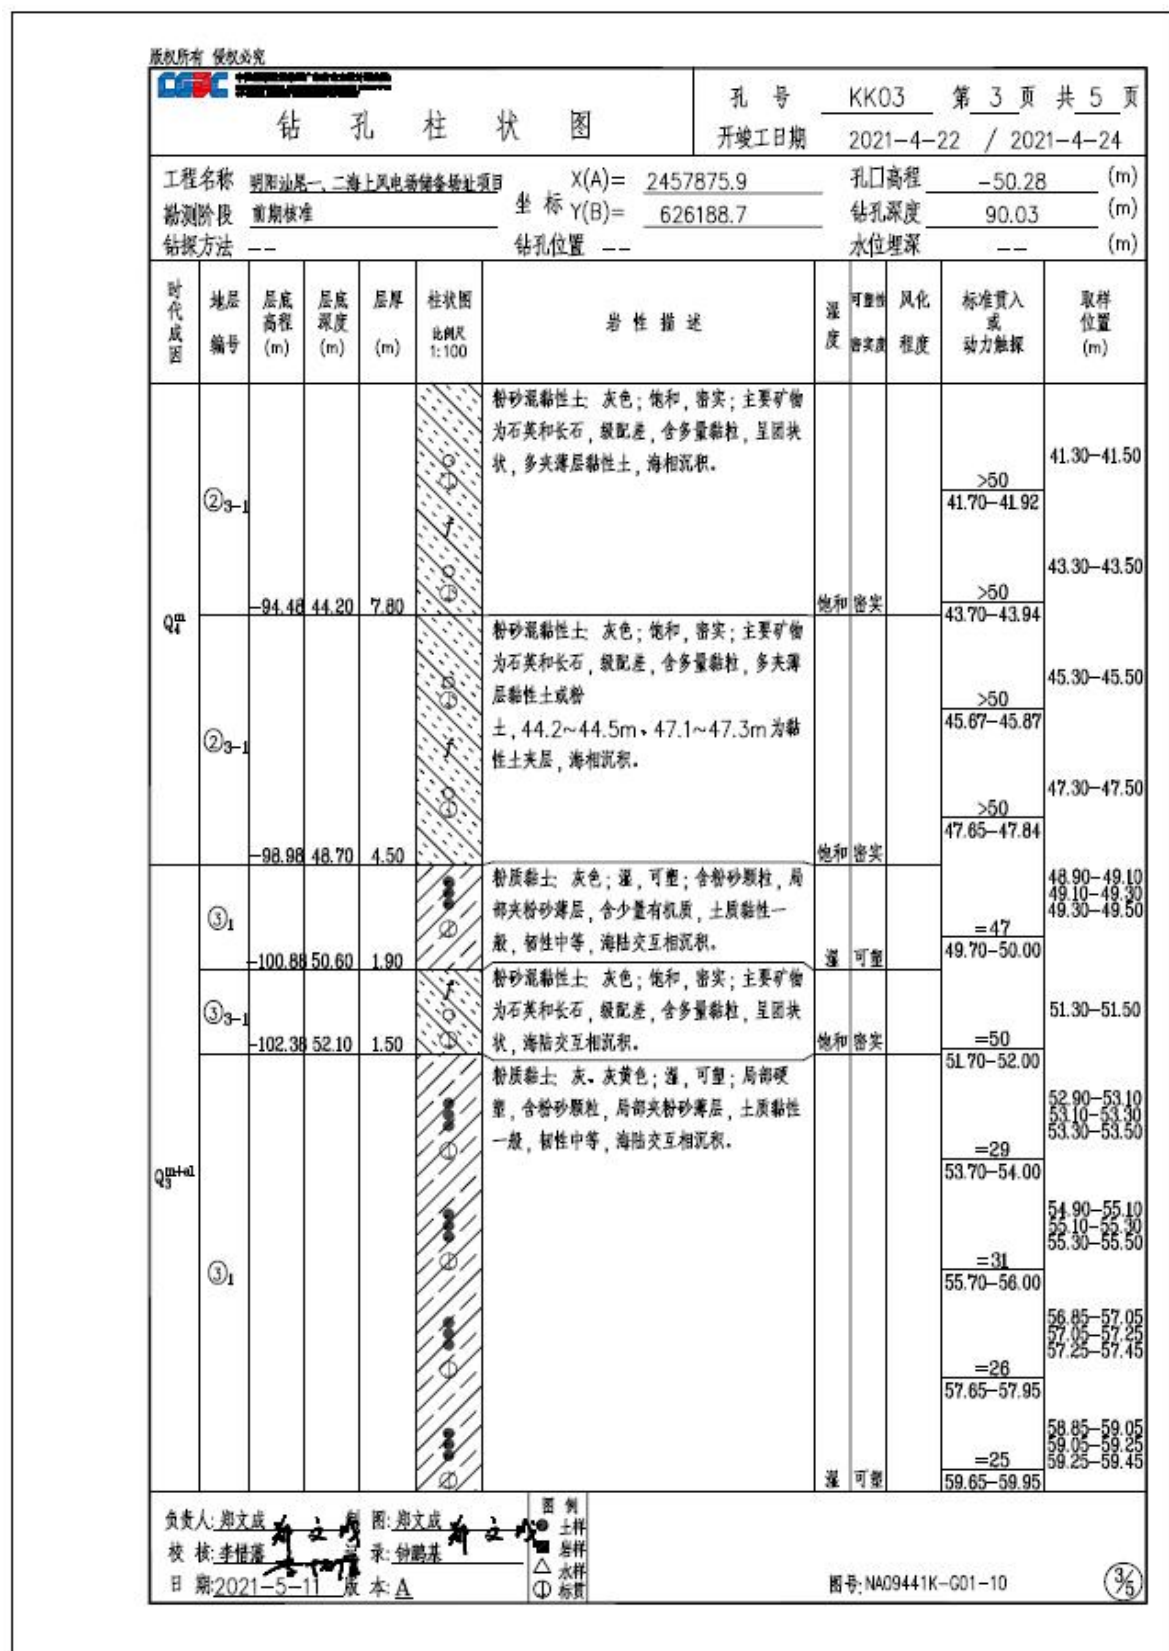 版权所有 侵权必究
钻 孔 柱 状 图
孔 号 KK03 第 3 页 共 5 页
开竣工日期 2021-4-22 / 2021-4-24
工程名称 明阳汕尾一、二海上风电场储备场址项目 坐标 X(A)= 2457875.9 孔口高程 -50.28 (m)
勘测阶段 前期核准 Y(B)= 626188.7 钻孔深度 90.03 (m)
钻探方法 -- 钻孔位置 -- 水位埋深 -- (m)
时代成因 地层编号 层底高程(m) 层底深度(m) 层厚(m) 柱状图 比例尺 1:100 岩 性 描 述 湿度 可塑性 密实度 风化程度 标准贯入或动力触探 取样位置(m)
粉砂混黏性土: 灰色; 饱和, 密实; 主要矿物
为石英和长石, 级配差, 含多量黏粒, 呈团块
状, 多夹薄层黏性土, 海相沉积。
41.30-41.50
>50
②3-1 41.70-41.92
43.30-43.50
>50
-94.48 44.20 7.80 饱和 密实
43.70-43.94
Q4m
粉砂混黏性土: 灰色; 饱和, 密实; 主要矿物
为石英和长石, 级配差, 含多量黏粒, 多夹薄
层黏性土或粉
土, 44.2~44.5m、47.1~47.3m为黏
性土夹层, 海相沉积。
45.30-45.50
>50
45.67-45.87
②3-1
47.30-47.50
>50
47.65-47.84
-98.98 48.70 4.50 饱和 密实
粉质黏土: 灰色; 湿, 可塑; 含粉砂颗粒, 局
部夹粉砂薄层, 含少量有机质, 土质黏性一
般, 韧性中等, 海陆交互相沉积。
48.90-49.10
49.10-49.30
49.30-49.50
③1 =47
49.70-50.00
-100.88 50.60 1.90 湿 可塑
粉砂混黏性土: 灰色; 饱和, 密实; 主要矿物
为石英和长石, 级配差, 含多量黏粒, 呈团块
状, 海陆交互相沉积。
③3-1 51.30-51.50
-102.38 52.10 1.50 饱和 密实 =50
51.70-52.00
粉质黏土: 灰、灰黄色; 湿, 可塑; 局部硬
塑, 含粉砂颗粒, 局部夹粉砂薄层, 土质黏性
一般, 韧性中等, 海陆交互相沉积。
52.90-53.10
53.10-53.30
53.30-53.50
=29
53.70-54.00
Q3m+al
54.90-55.10
55.10-55.30
55.30-55.50
=31
③1
55.70-56.00
56.85-57.05
57.05-57.25
57.25-57.45
=26
57.65-57.95
58.85-59.05
59.05-59.25
59.25-59.45
=25
湿 可塑 59.65-59.95
负责人: 郑文成 郑文成 制 图: 郑文成 郑文成
校 核: 李惜藩 录: 钟鹏基
日 期: 2021-5-11 版 本: A
图 例
土样
岩样
水样
标贯
图号: NA09441K-G01-10
3/5